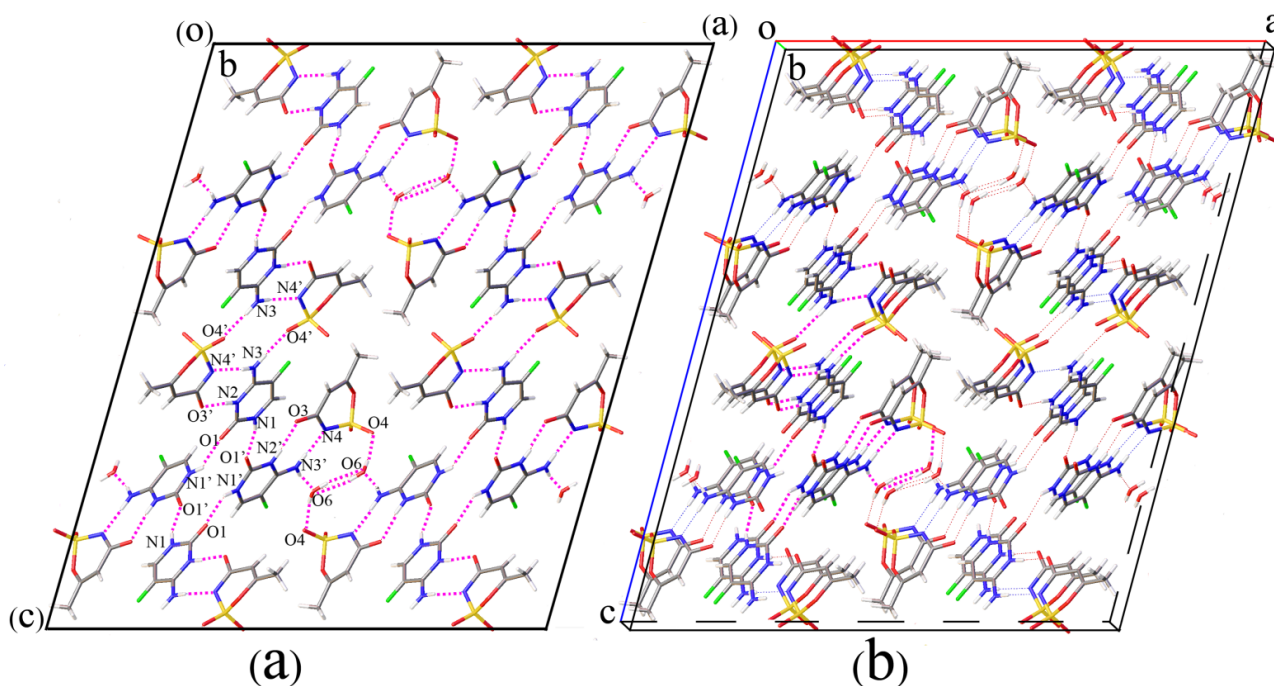 (o)
b
(a)
N4'
N3
O4'
O4'
N4'
N3
O3'
N2
N1
O3
O4
O1
O1'
N2'
N4
N3'
O6
N1'
N1'
O1'
O6
N1
O1
O4
(c)
(a)
o
a
b
c
(b)